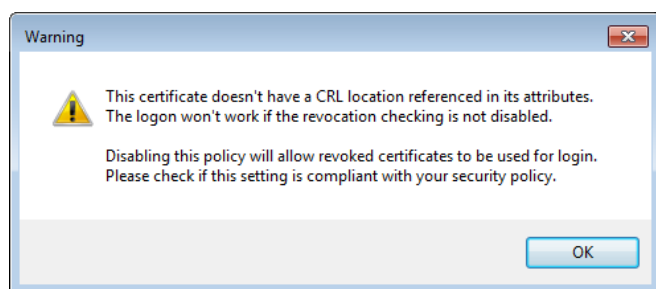 Warning
This certificate doesn't have a CRL location referenced in its attributes.
The logon won't work if the revocation checking is not disabled.
Disabling this policy will allow revoked certificates to be used for login.
Please check if this setting is compliant with your security policy.
OK